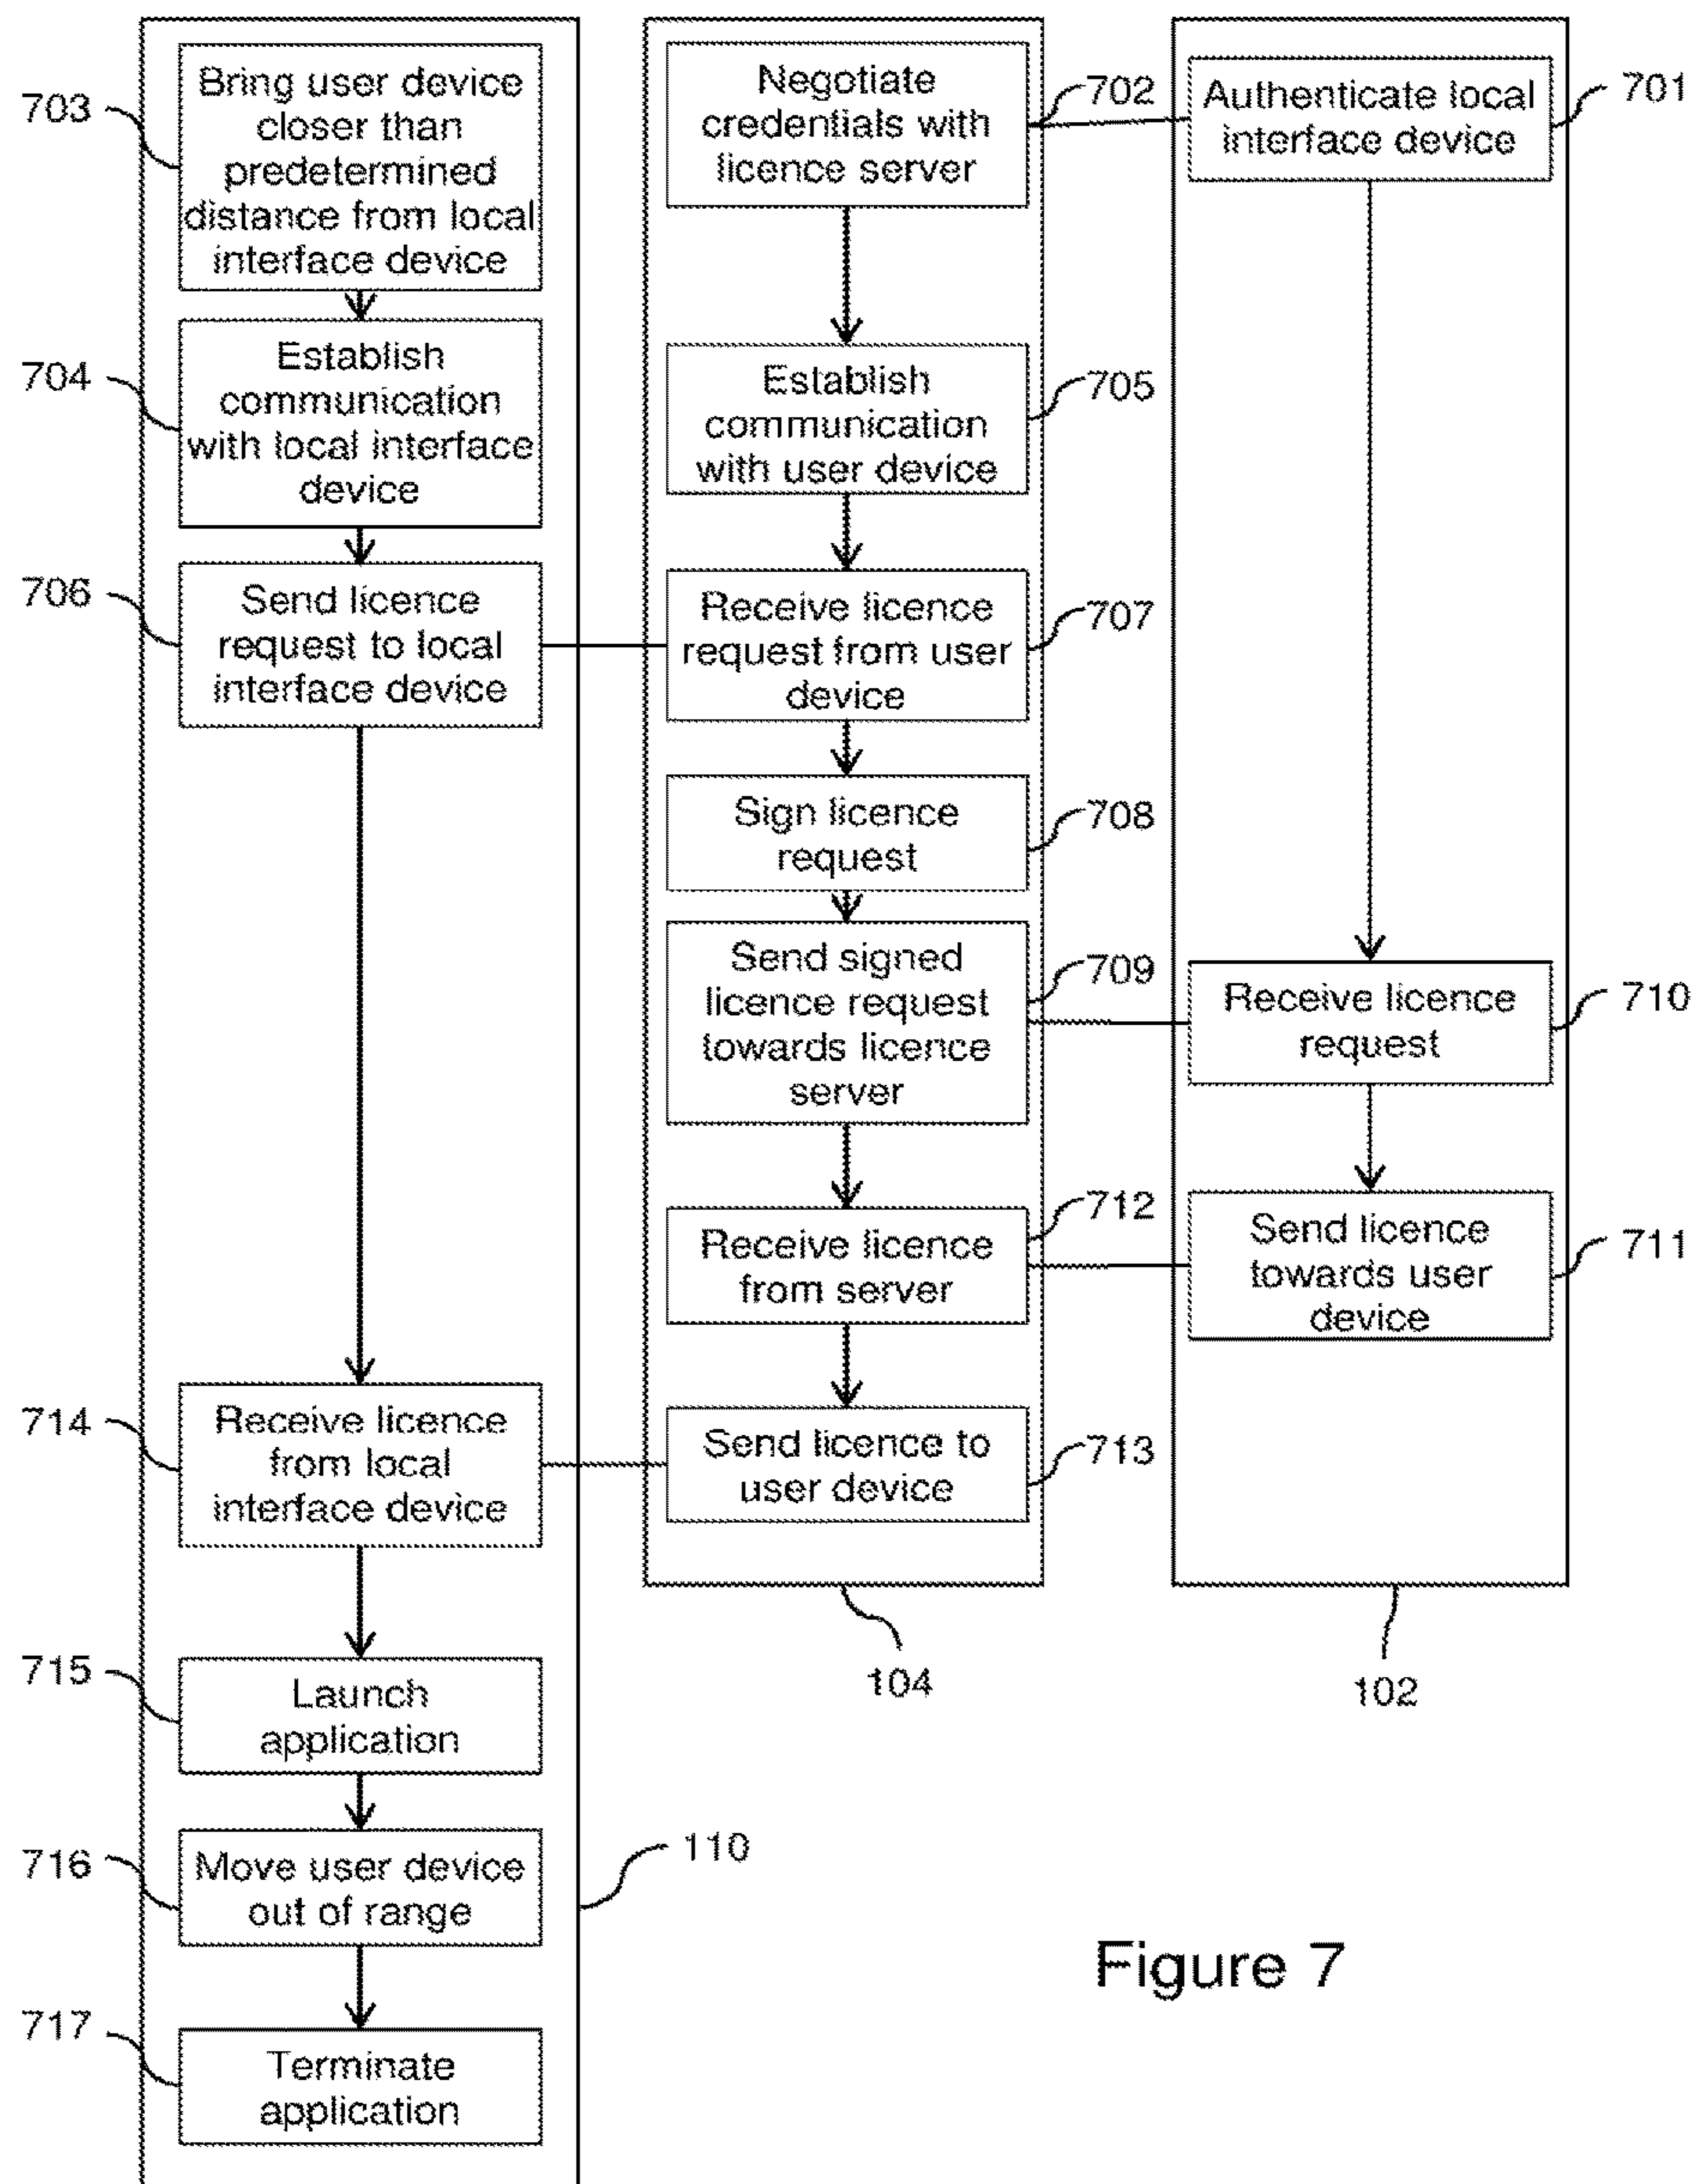 703
Bring user device
closer than
predetermined
distance from local
interface device
704
Establish
communication
with local interface
device
706
Send licence
request to local
interface device
714
Receive licence
from local
interface device
715
Launch
application
716
Move user device
out of range
717
Terminate
application
110
Negotiate
credentials with
licence server
702
Establish
communication
with user device
705
Receive licence
request from user
device
707
Sign licence
request
708
Send signed
licence request
towards licence
server
709
Receive licence
from server
712
Send licence to
user device
713
104
Authenticate local
interface device
701
Receive licence
request
710
Send licence
towards user
device
711
102
Figure 7